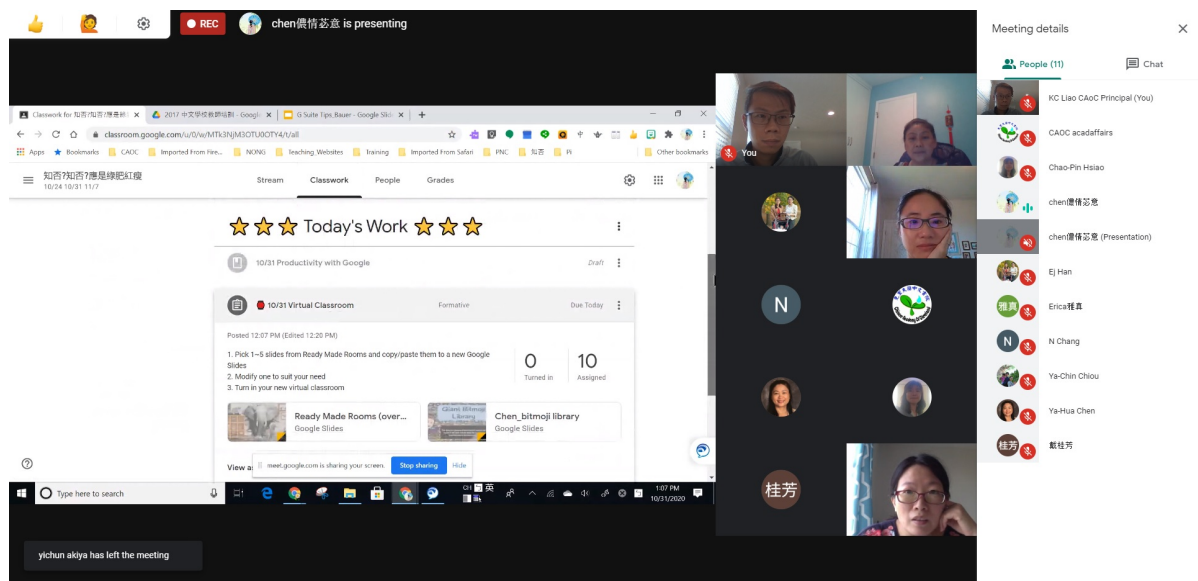 REC
chen儂情苾意 is presenting
Meeting details
People (11)
Chat
KC Liao CAoC Principal (You)
CAOC acadaffairs
Chao-Pin Hsiao
chen儂情苾意
chen儂情苾意 (Presentation)
Ej Han
雅真
Erica雅真
N
N Chang
Ya-Chin Chiou
Ya-Hua Chen
桂芳
戴桂芳
Classwork for 知否?知否?應是綠
2017 中文學校教師培訓 - Google
G Suite Tips_Bauer - Google Slid
classroom.google.com/u/0/w/MTk3NjM3OTU0OTY4/t/all
Apps
Bookmarks
CAOC
Imported From Fire...
NONG
Teaching Websites
Training
Imported From Safari
PNC
知否
Pi
Other bookmarks
知否?知否?應是綠肥紅瘦
10/24 10/31 11/7
Stream
Classwork
People
Grades
Today's Work
10/31 Productivity with Google
Draft
10/31 Virtual Classroom
Formative
Due Today
Posted 12:07 PM (Edited 12:20 PM)
1. Pick 1~5 slides from Ready Made Rooms and copy/paste them to a new Google
Slides
2. Modify one to suit your need
3. Turn in your new virtual classroom
0
Turned in
10
Assigned
Ready Made Rooms (over...
Google Slides
Giant Bitmoji
Library
Chen_bitmoji library
Google Slides
View a
meet.google.com is sharing your screen.
Stop sharing
Hide
Type here to search
CH
英
1:07 PM
10/31/2020
You
N
桂芳
yichun akiya has left the meeting